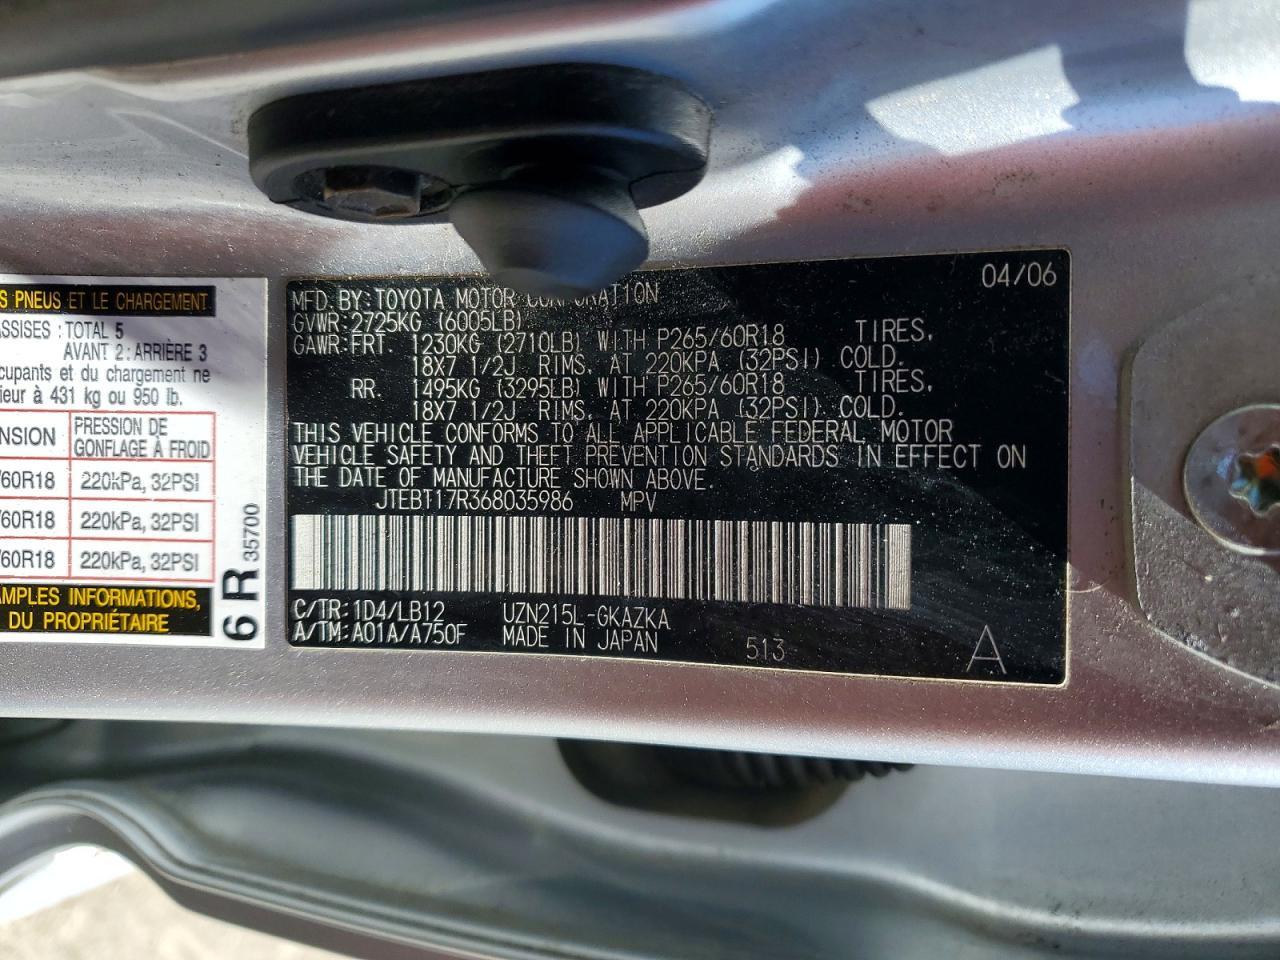 S PNEUS ET LE CHARGEMENT
ASSISES : TOTAL 5
AVANT 2 : ARRIÈRE 3
cupants et du chargement ne
ieur à 431 kg ou 950 lb.
ENSION PRESSION DE
GONFLAGE À FROID
/60R18 220kPa, 32PSI
/60R18 220kPa, 32PSI
/60R18 220kPa, 32PSI
AMPLES INFORMATIONS,
DU PROPRIÉTAIRE
6 R 35700
04/06
MFD. BY: TOYOTA MOTOR CORPORATION
GVWR: 2725KG (6005LB)
GAWR: FRT. 1230KG (2710LB) WITH P265/60R18 TIRES,
18X7 1/2J RIMS, AT 220KPA (32PSI) COLD.
RR. 1495KG (3295LB) WITH P265/60R18 TIRES,
18X7 1/2J RIMS, AT 220KPA (32PSI) COLD.
THIS VEHICLE CONFORMS TO ALL APPLICABLE FEDERAL MOTOR
VEHICLE SAFETY AND THEFT PREVENTION STANDARDS IN EFFECT ON
THE DATE OF MANUFACTURE SHOWN ABOVE.
JTEBT17R368035986 MPV
C/TR: 1D4/LB12 UZN215L-GKAZKA
A/TM: A01A/A750F MADE IN JAPAN 513 A